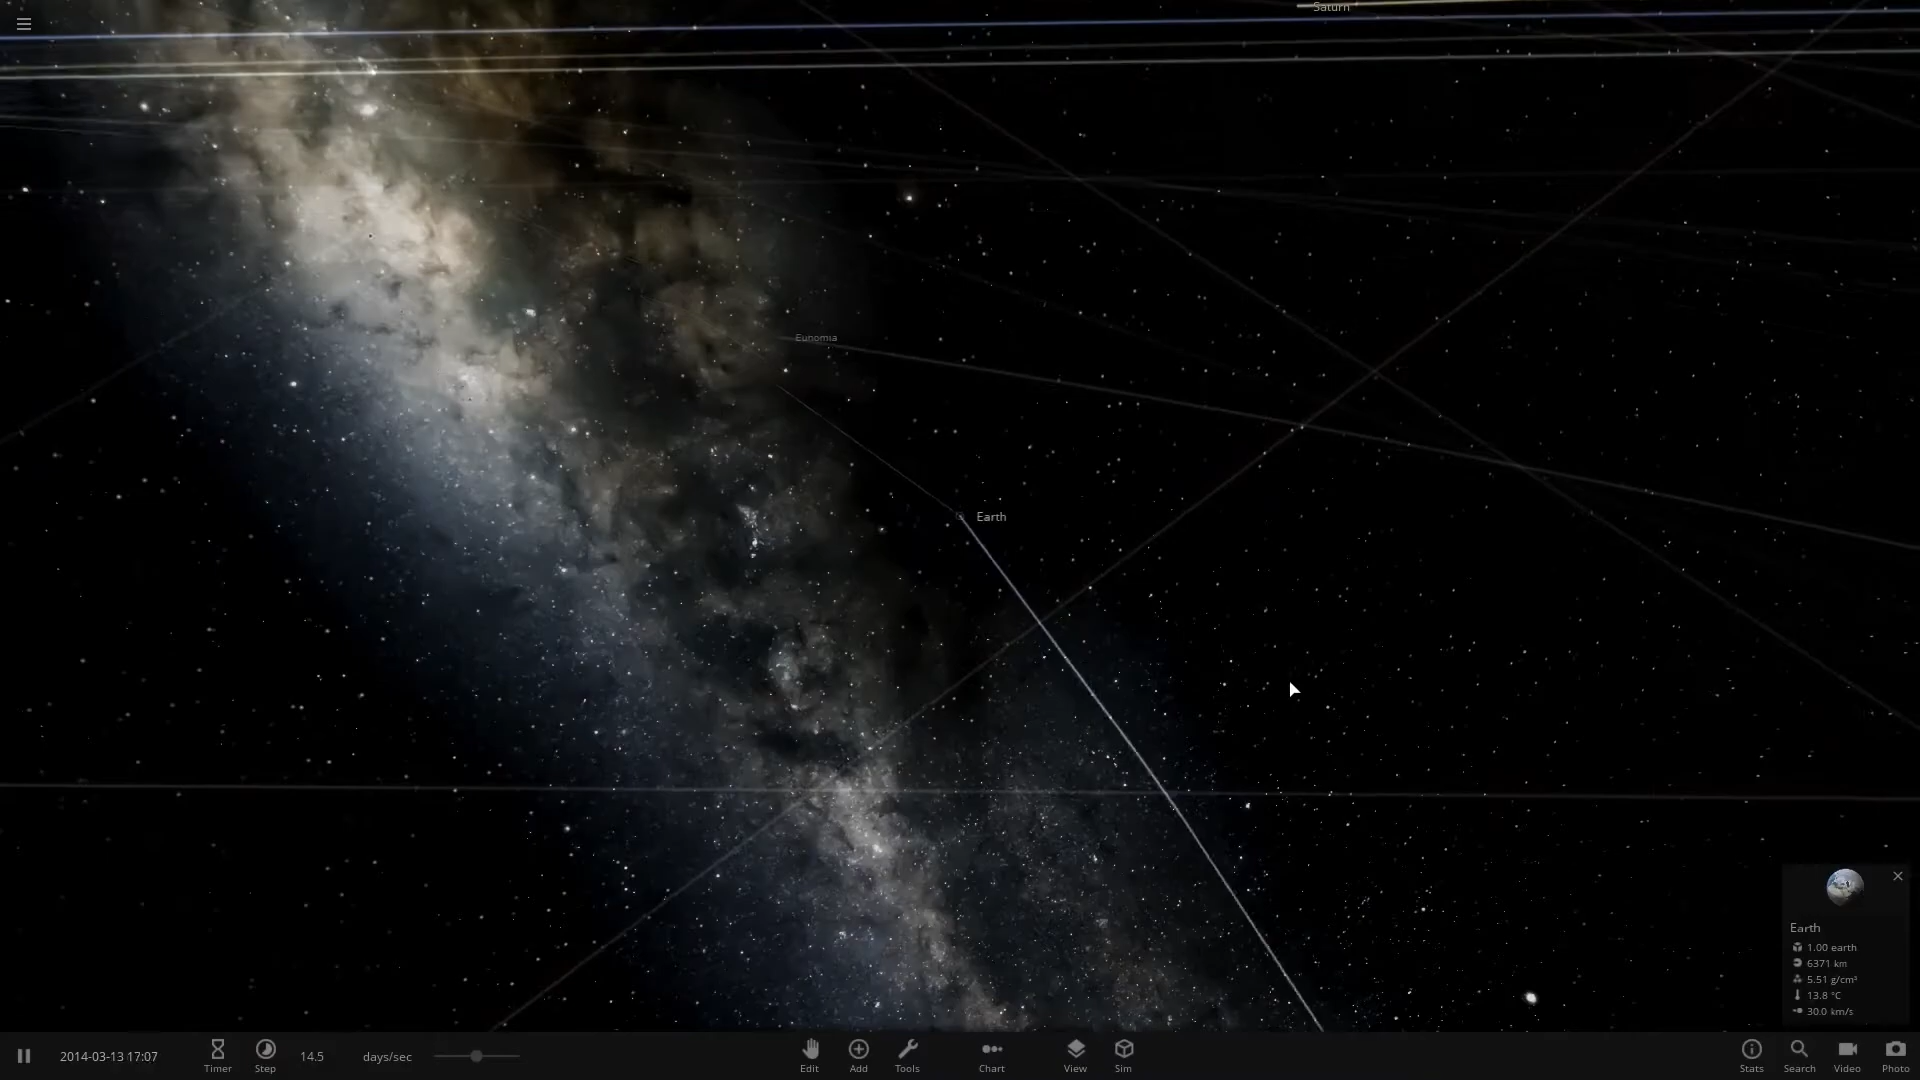 Saturn
Eunomia
Earth
Earth
1.00 earth
6371 km
5.51 g/cm³
13.8 °C
30.0 km/s
2014-03-13 17:07
Timer
Step
14.5
days/sec
Edit
Add
Tools
Chart
View
Sim
Stats
Search
Video
Photo